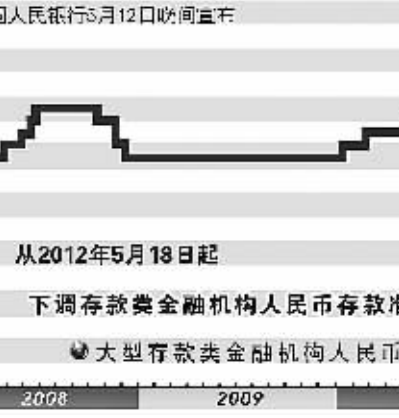 国人民银行5月12日晚间宣布
从2012年5月18日起
下调存款类金融机构人民币存款准
大型存款类金融机构人民币
2008 2009